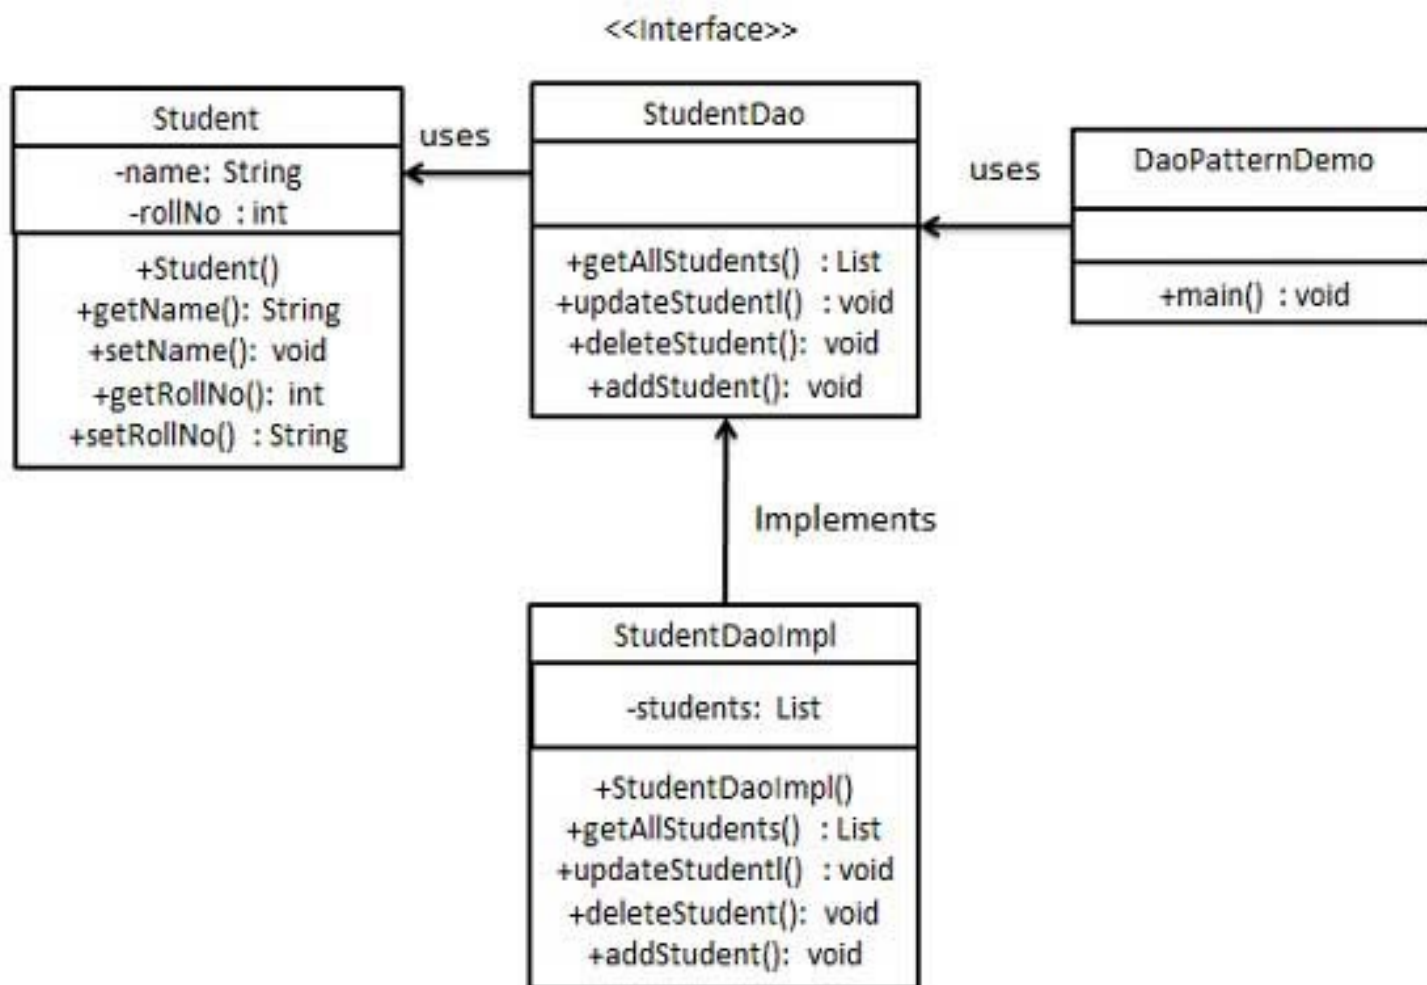 <<Interface>>
Student
-name: String
-rollNo : int
+Student()
+getName(): String
+setName(): void
+getRollNo(): int
+setRollNo() : String
uses
StudentDao
+getAllStudents() : List
+updateStudentl() : void
+deleteStudent(): void
+addStudent(): void
uses
DaoPatternDemo
+main() : void
Implements
StudentDaoImpl
-students: List
+StudentDaoImpl()
+getAllStudents() : List
+updateStudentl() : void
+deleteStudent(): void
+addStudent(): void